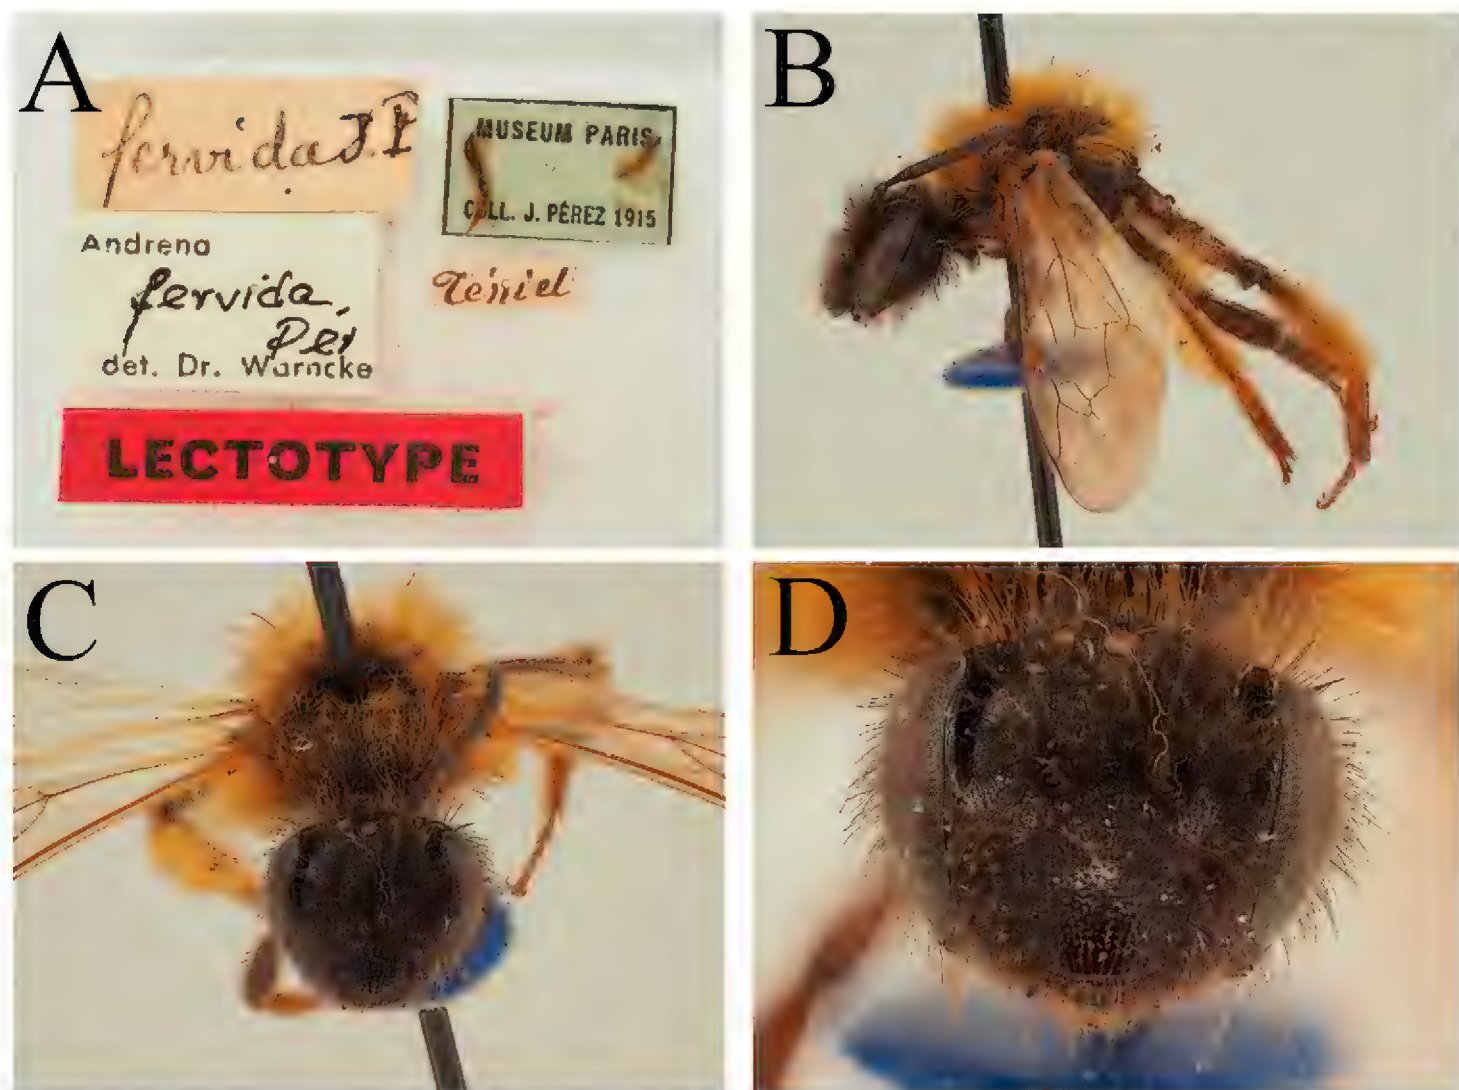 A
fervida J.P
MUSEUM PARIS
COLL. J. PÉREZ 1915
Andrena
fervida,
Pér
det. Dr. Warncke
Téniet
LECTOTYPE
B
C
D